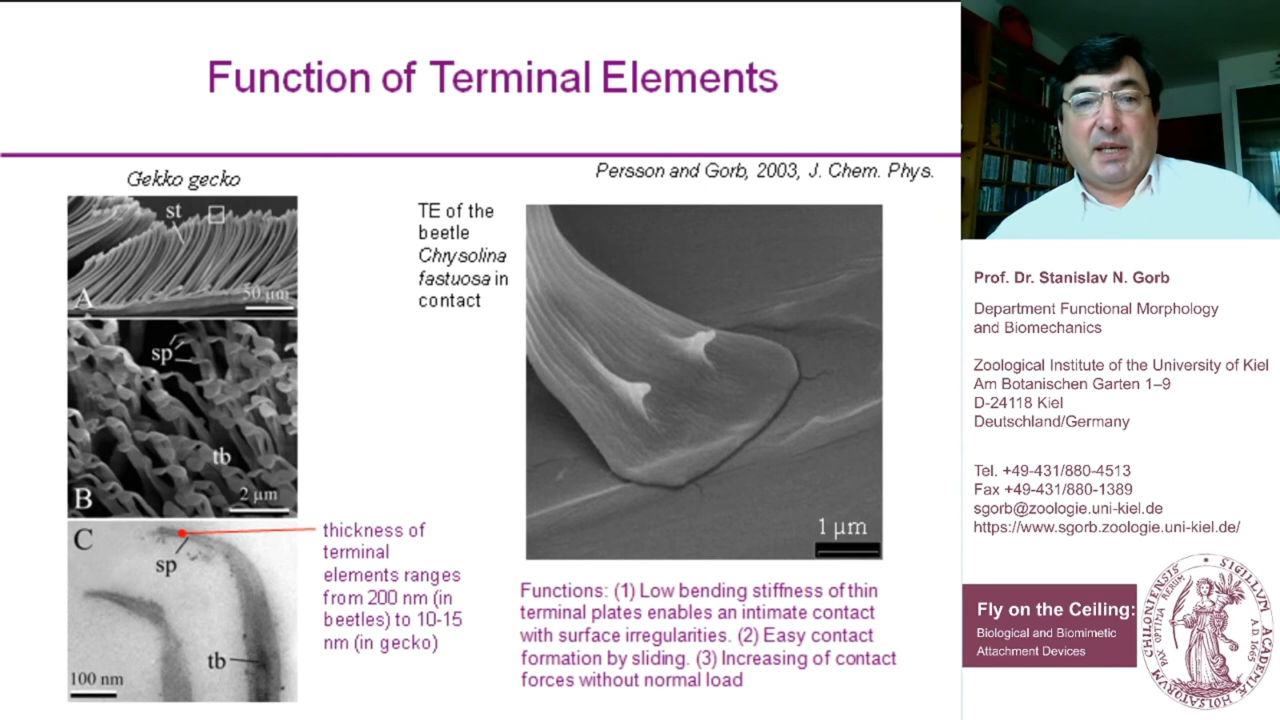 Function of Terminal Elements
Gekko gecko
Persson and Gorb, 2003, J. Chem. Phys.
st
A
50 µm
sp
tb
B
2 µm
C
sp
tb
100 nm
thickness of
terminal
elements ranges
from 200 nm (in
beetles) to 10-15
nm (in gecko)
TE of the
beetle
Chrysolina
fastuosa in
contact
1 µm
Functions: (1) Low bending stiffness of thin
terminal plates enables an intimate contact
with surface irregularities. (2) Easy contact
formation by sliding. (3) Increasing of contact
forces without normal load
Prof. Dr. Stanislav N. Gorb
Department Functional Morphology
and Biomechanics
Zoological Institute of the University of Kiel
Am Botanischen Garten 1–9
D-24118 Kiel
Deutschland/Germany
Tel. +49-431/880-4513
Fax +49-431/880-1389
sgorb@zoologie.uni-kiel.de
https://www.sgorb.zoologie.uni-kiel.de/
Fly on the Ceiling:
Biological and Biomimetic
Attachment Devices
SIGILLVM ACADEMIÆ HOLSATORVM CHILONIENSIS
PAX OPTIMA RERUM
A.D. 1665